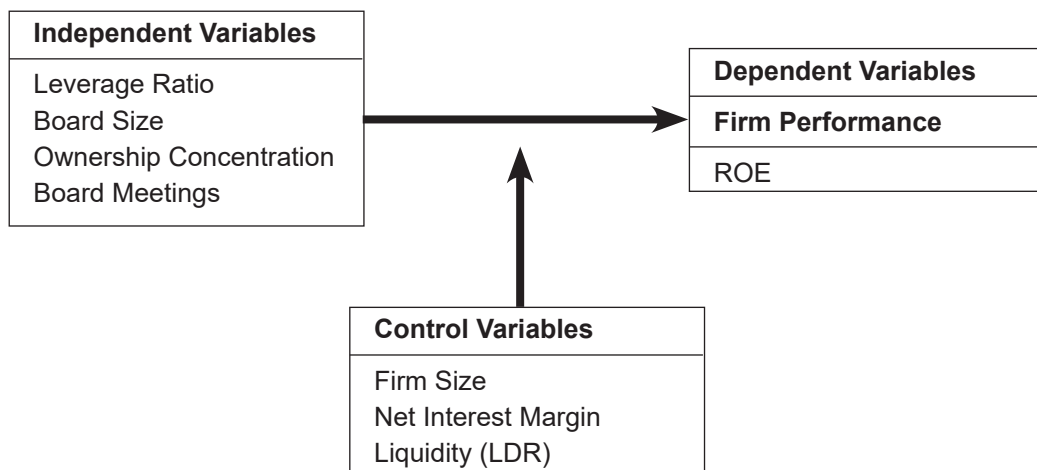 Independent Variables
Leverage Ratio
Board Size
Ownership Concentration
Board Meetings
Dependent Variables
Firm Performance
ROE
Control Variables
Firm Size
Net Interest Margin
Liquidity (LDR)